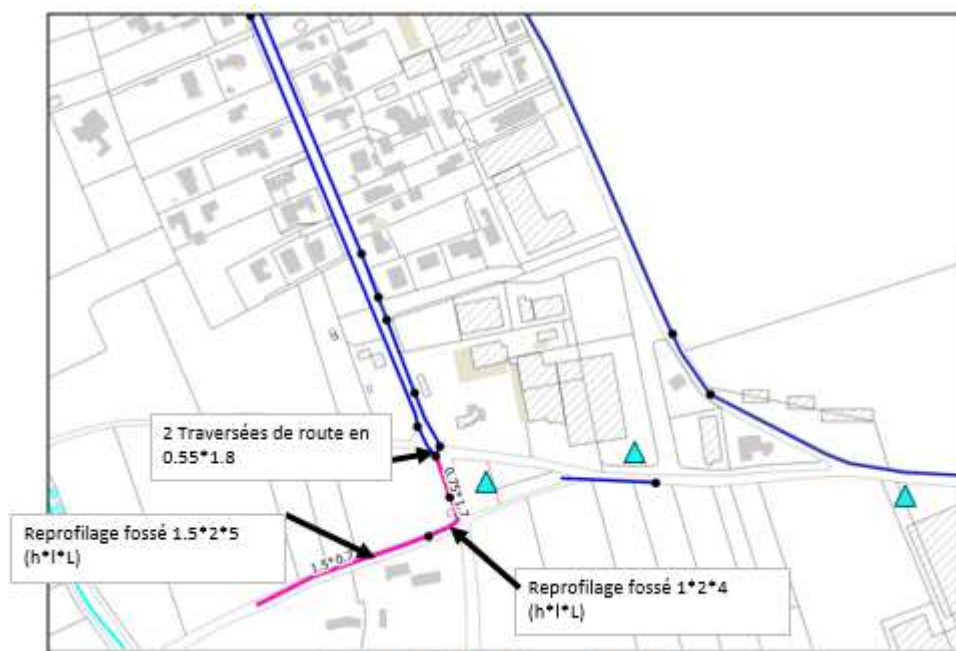 2 Traversées de route en
0.55*1.8
0.75*1.7
Reprofilage fossé 1.5*2*5
(h*l*L)
1.5*0.7
Reprofilage fossé 1*2*4
(h*l*L)